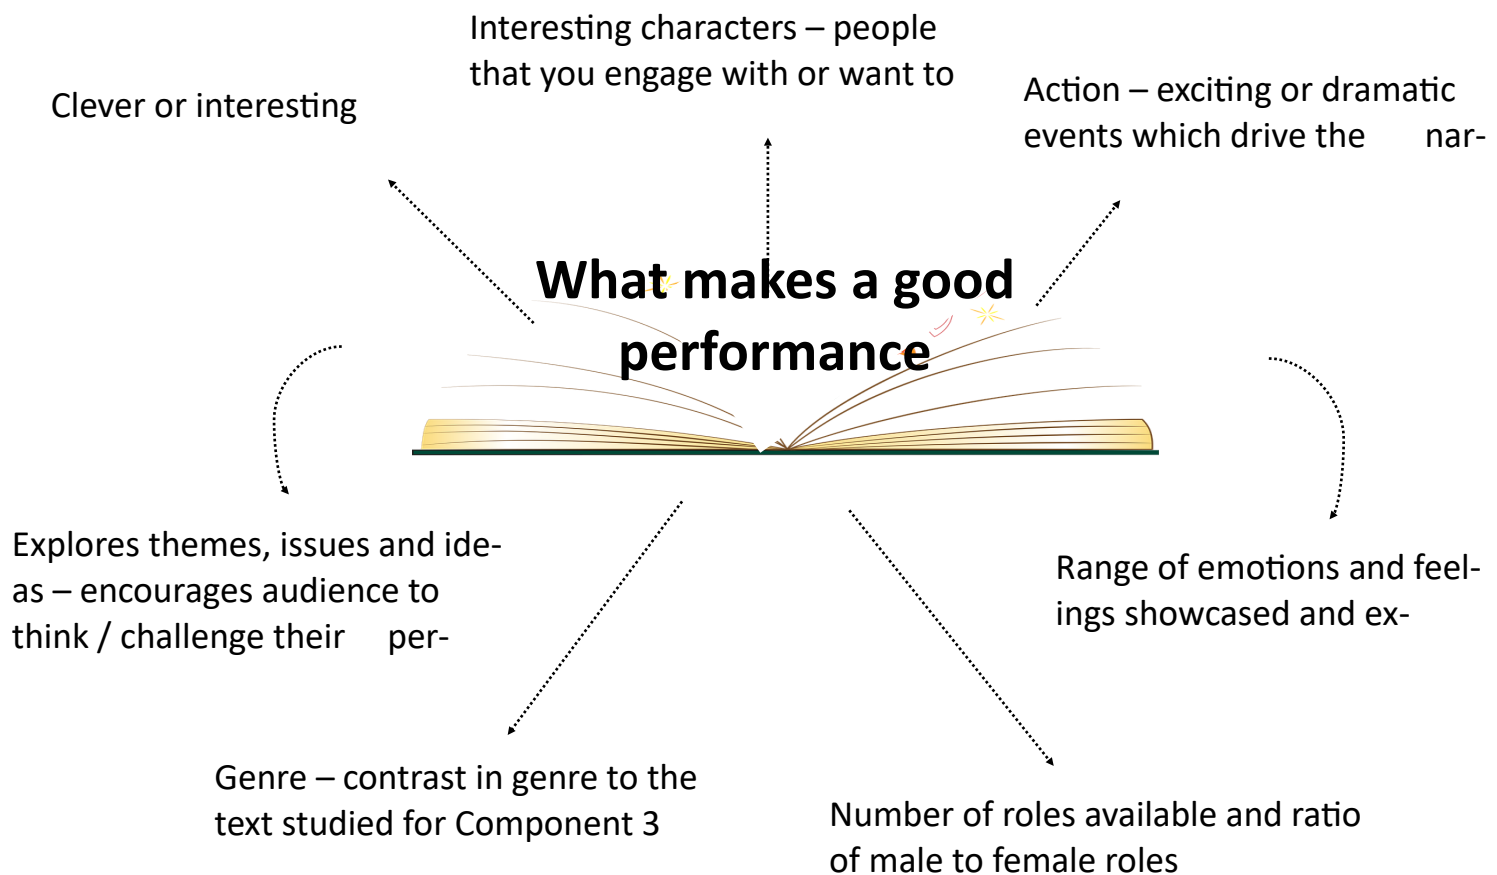 Interesting characters – people
that you engage with or want to
Clever or interesting
Action – exciting or dramatic
events which drive the nar-
What makes a good
performance
Explores themes, issues and ide-
as – encourages audience to
think / challenge their per-
Range of emotions and feel-
ings showcased and ex-
Genre – contrast in genre to the
text studied for Component 3
Number of roles available and ratio
of male to female roles